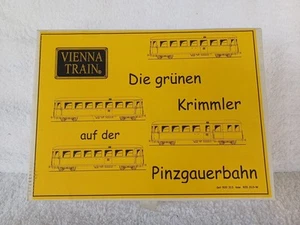 VIENNA
TRAIN®
Die grünen
Krimmler
auf der
Pinzgauerbahn